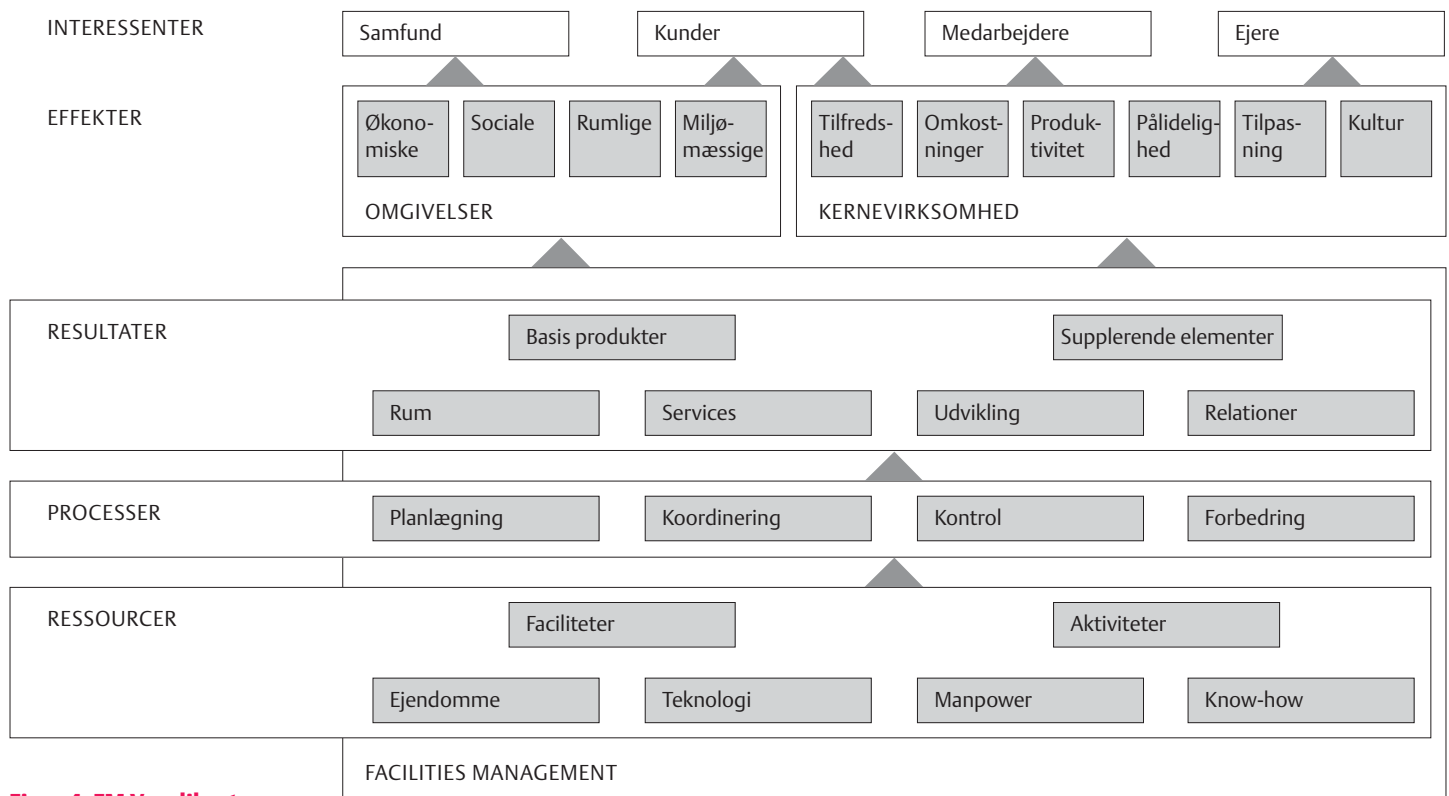 INTERESSENTER
Samfund
Kunder
Medarbejdere
Ejere
EFFEKTER
Økono-
miske
Sociale
Rumlige
Miljø-
mæssige
Tilfreds-
hed
Omkost-
ninger
Produk-
tivitet
Pålidelig-
hed
Tilpas-
ning
Kultur
OMGIVELSER
KERNEVIRKSOMHED
RESULTATER
Basis produkter
Supplerende elementer
Rum
Services
Udvikling
Relationer
PROCESSER
Planlægning
Koordinering
Kontrol
Forbedring
RESSOURCER
Faciliteter
Aktiviteter
Ejendomme
Teknologi
Manpower
Know-how
FACILITIES MANAGEMENT